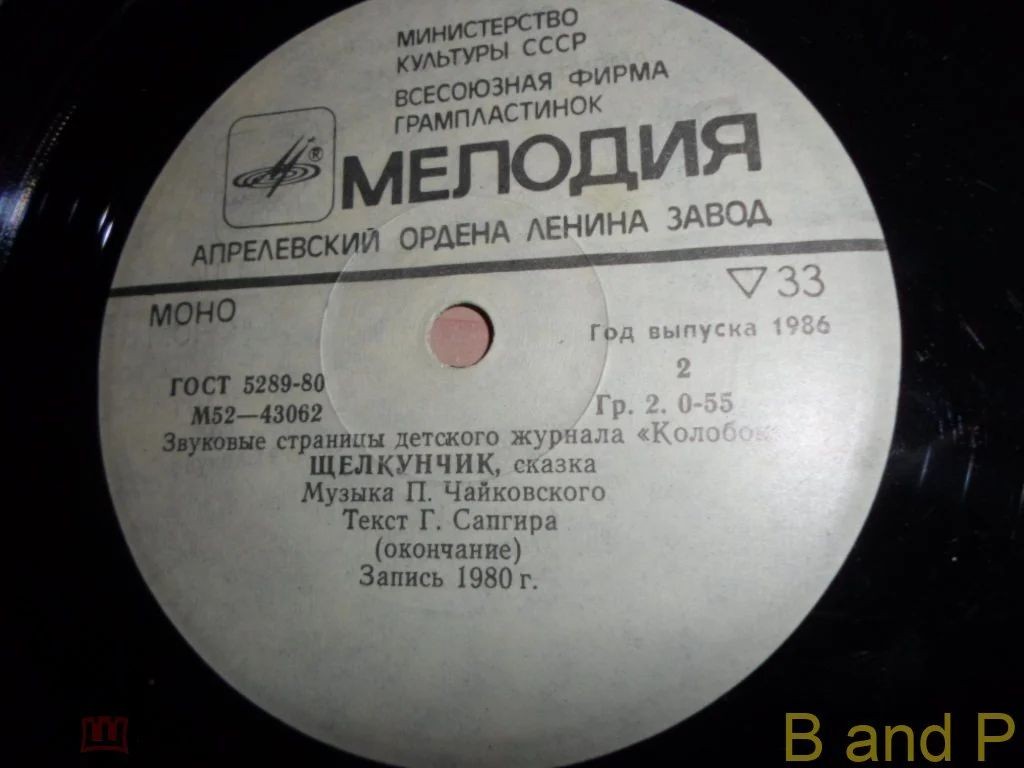 МИНИСТЕРСТВО
КУЛЬТУРЫ СССР
ВСЕСОЮЗНАЯ ФИРМА
ГРАМПЛАСТИНОК
®
МЕЛОДИЯ
АПРЕЛЕВСКИЙ ОРДЕНА ЛЕНИНА ЗАВОД
МОНО
▽ 33
Год выпуска 1986
ГОСТ 5289-80
2
М52—43062
Гр. 2. 0-55
Звуковые страницы детского журнала «Колобок
ЩЕЛКУНЧИК, сказка
Музыка П. Чайковского
Текст Г. Сапгира
(окончание)
Запись 1980 г.
B and P